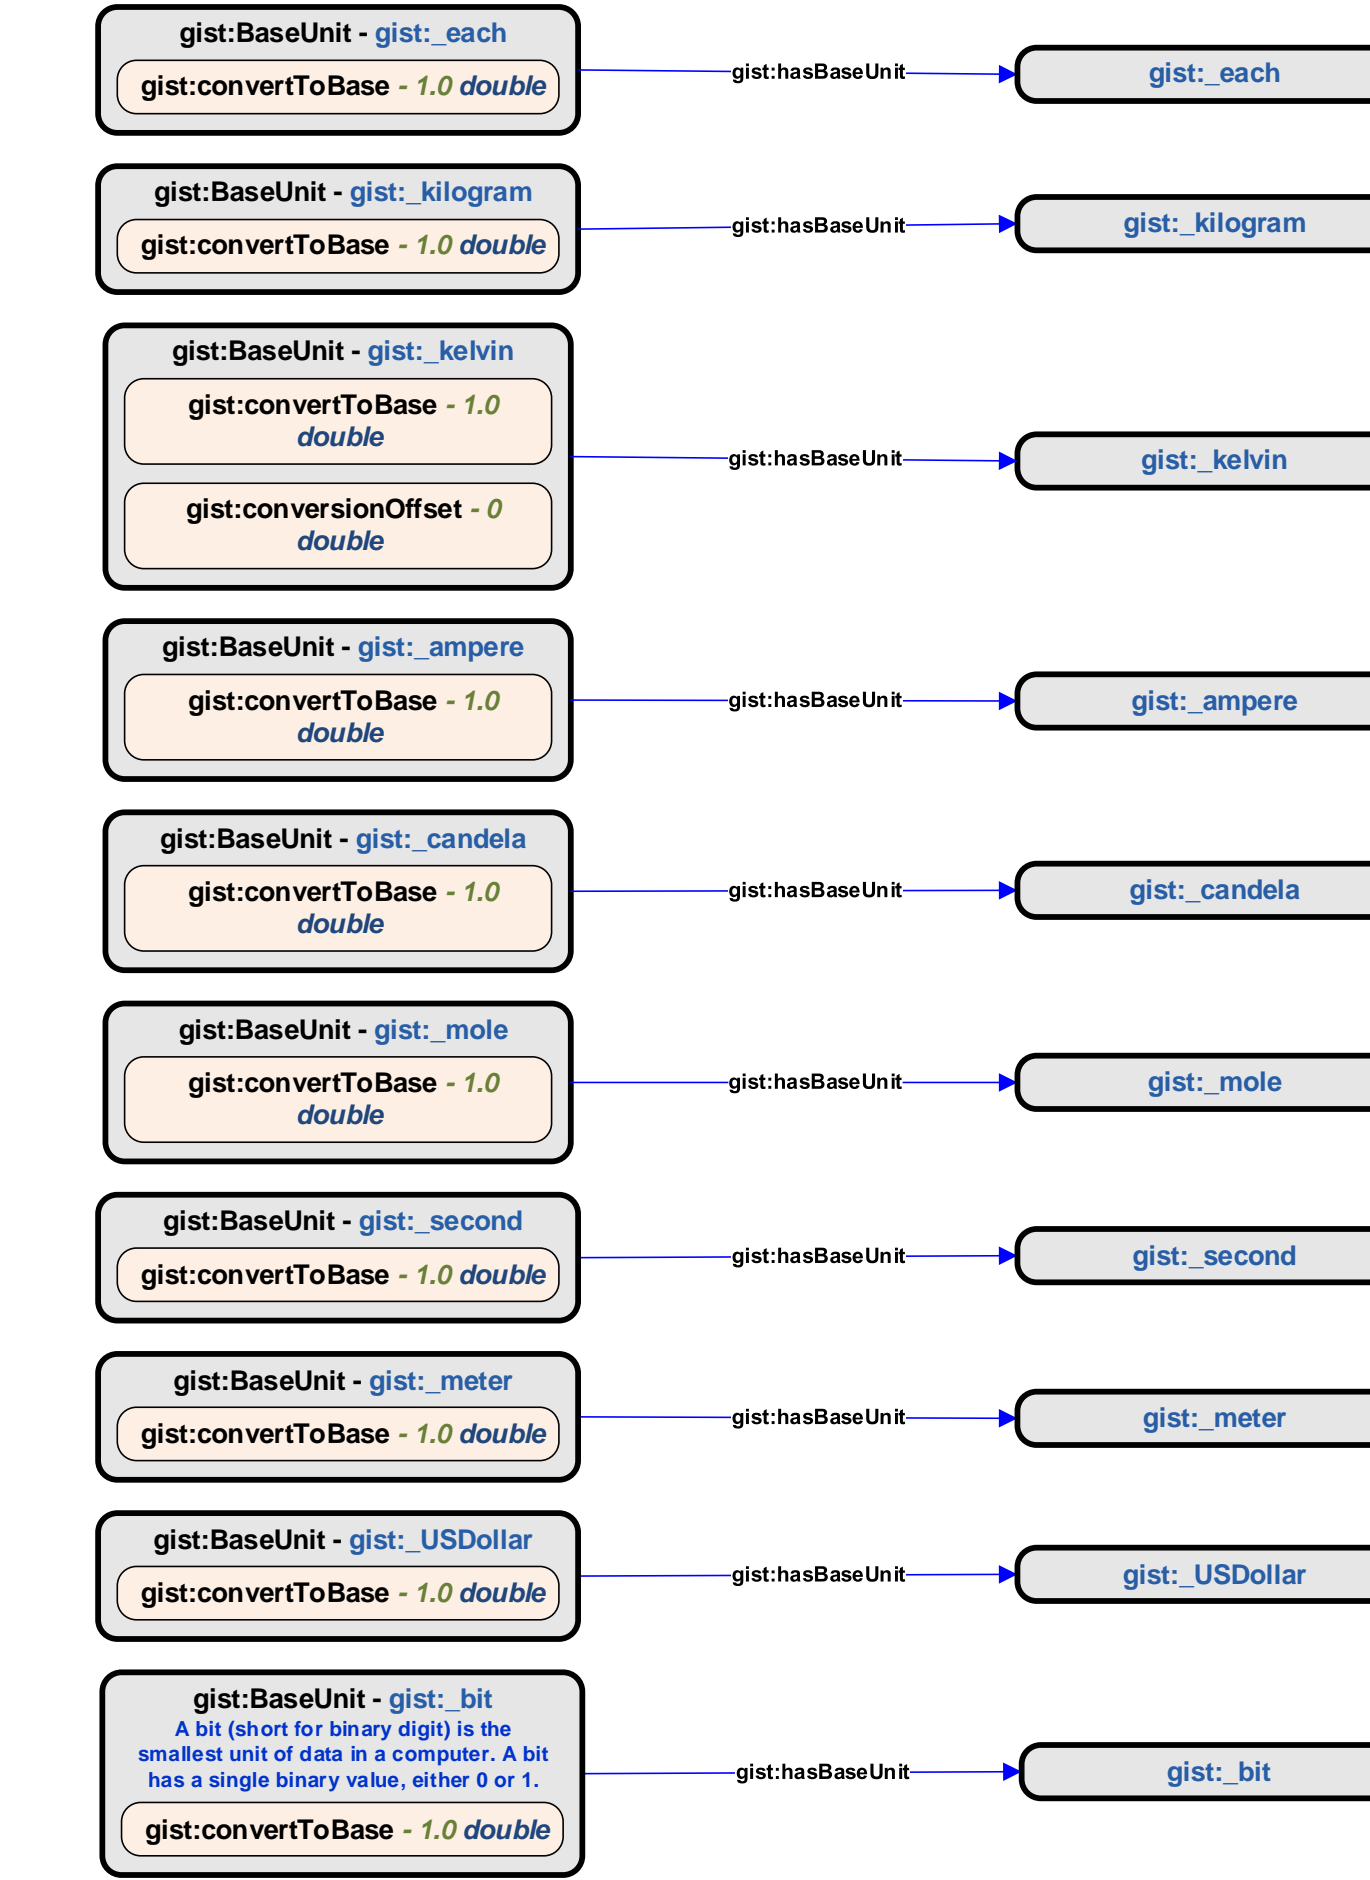 gist:BaseUnit - gist:_each
gist:convertToBase - 1.0 double
gist:hasBaseUnit
gist:_each
gist:BaseUnit - gist:_kilogram
gist:convertToBase - 1.0 double
gist:hasBaseUnit
gist:_kilogram
gist:BaseUnit - gist:_kelvin
gist:convertToBase - 1.0
double
gist:conversionOffset - 0
double
gist:hasBaseUnit
gist:_kelvin
gist:BaseUnit - gist:_ampere
gist:convertToBase - 1.0
double
gist:hasBaseUnit
gist:_ampere
gist:BaseUnit - gist:_candela
gist:convertToBase - 1.0
double
gist:hasBaseUnit
gist:_candela
gist:BaseUnit - gist:_mole
gist:convertToBase - 1.0
double
gist:hasBaseUnit
gist:_mole
gist:BaseUnit - gist:_second
gist:convertToBase - 1.0 double
gist:hasBaseUnit
gist:_second
gist:BaseUnit - gist:_meter
gist:convertToBase - 1.0 double
gist:hasBaseUnit
gist:_meter
gist:BaseUnit - gist:_USDollar
gist:convertToBase - 1.0 double
gist:hasBaseUnit
gist:_USDollar
gist:BaseUnit - gist:_bit
A bit (short for binary digit) is the
smallest unit of data in a computer. A bit
has a single binary value, either 0 or 1.
gist:convertToBase - 1.0 double
gist:hasBaseUnit
gist:_bit